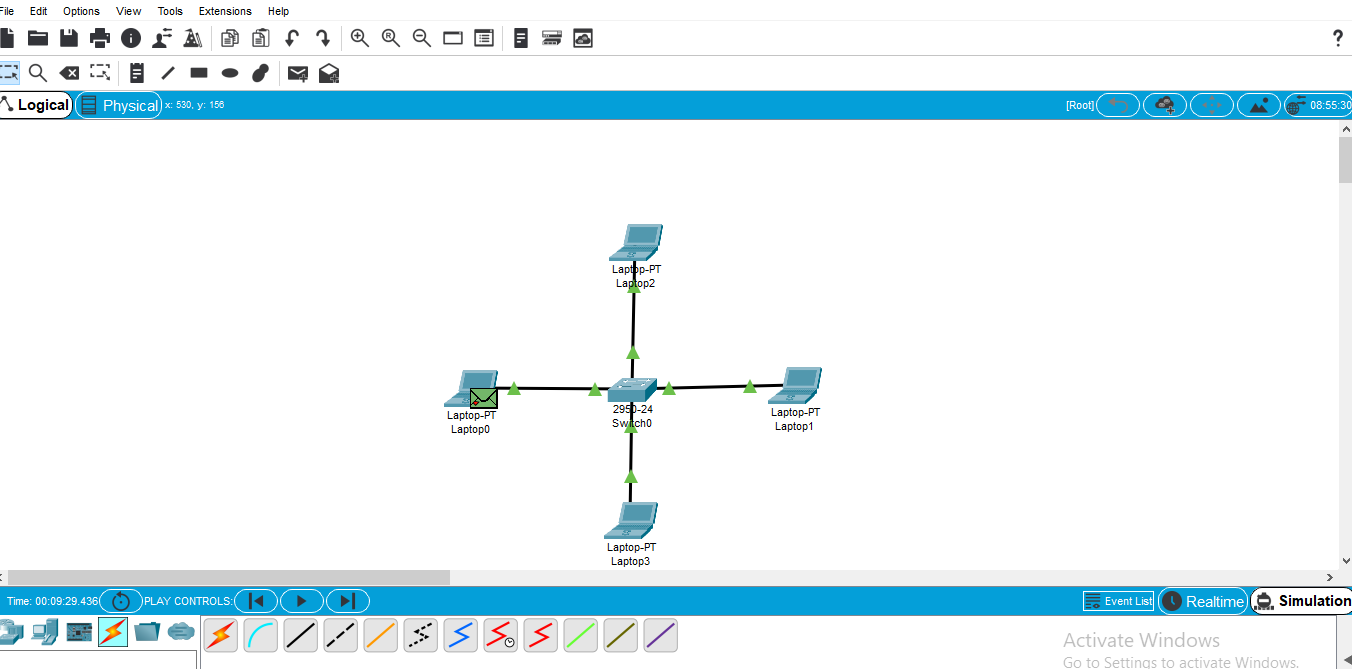 File Edit Options View Tools Extensions Help
?
Logical Physical x: 530, y: 156 [Root] 08:55:30
Laptop-PT
Laptop2
Laptop-PT
Laptop0
2950-24
Switch0
Laptop-PT
Laptop1
Laptop-PT
Laptop3
Time: 00:09:29.436 PLAY CONTROLS: Event List Realtime Simulation
Activate Windows
Go to Settings to activate Windows.